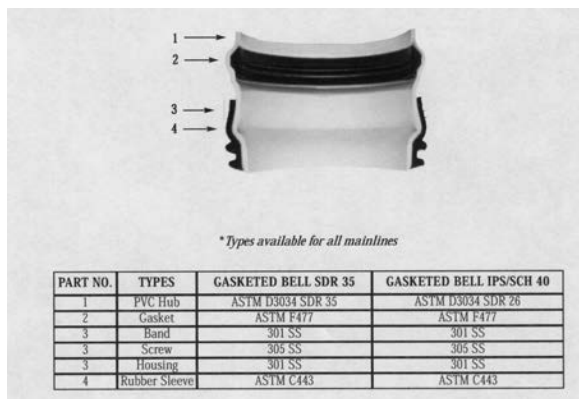 1
2
3
4
*Types available for all mainlines
PART NO. TYPES GASKETED BELL SDR 35 GASKETED BELL IPS/SCH 40
1 PVC Hub ASTM D3034 SDR 35 ASTM D3034 SDR 26
2 Gasket ASTM F477 ASTM F477
3 Band 301 SS 301 SS
3 Screw 305 SS 305 SS
3 Housing 301 SS 301 SS
4 Rubber Sleeve ASTM C443 ASTM C443